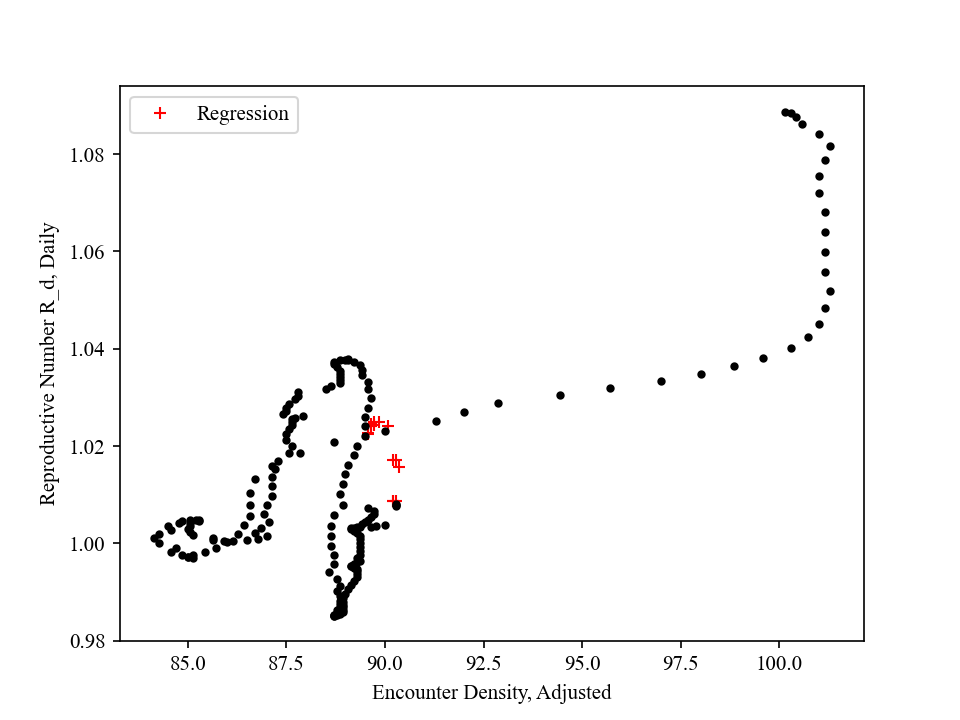 Regression
1.08
1.06
1.04
1.02
1.00
0.98
Reproductive Number R_d, Daily
85.0 87.5 90.0 92.5 95.0 97.5 100.0
Encounter Density, Adjusted